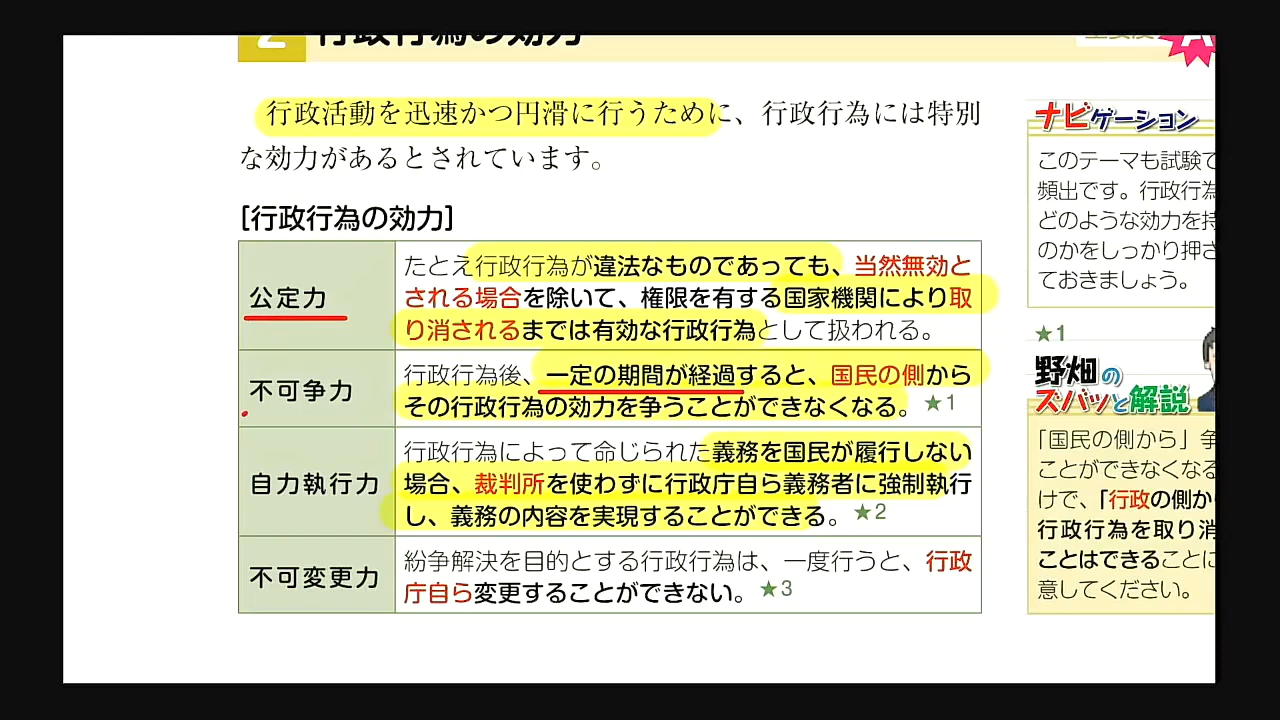 2 行政行為の効力
行政活動を迅速かつ円滑に行うために、行政行為には特別
な効力があるとされています。
[行政行為の効力]
公定力
たとえ行政行為が違法なものであっても、当然無効と
される場合を除いて、権限を有する国家機関により取
り消されるまでは有効な行政行為として扱われる。
不可争力
行政行為後、一定の期間が経過すると、国民の側から
その行政行為の効力を争うことができなくなる。★1
自力執行力
行政行為によって命じられた義務を国民が履行しない
場合、裁判所を使わずに行政庁自ら義務者に強制執行
し、義務の内容を実現することができる。★2
不可変更力
紛争解決を目的とする行政行為は、一度行うと、行政
庁自ら変更することができない。★3
ナビゲーション
このテーマも試験で
頻出です。行政行為
どのような効力を持
のかをしっかり押さ
ておきましょう。
★1
野畑の
スパッと解説
「国民の側から」争
ことができなくなる
けで、「行政の側か
行政行為を取り消
ことはできることに
意してください。